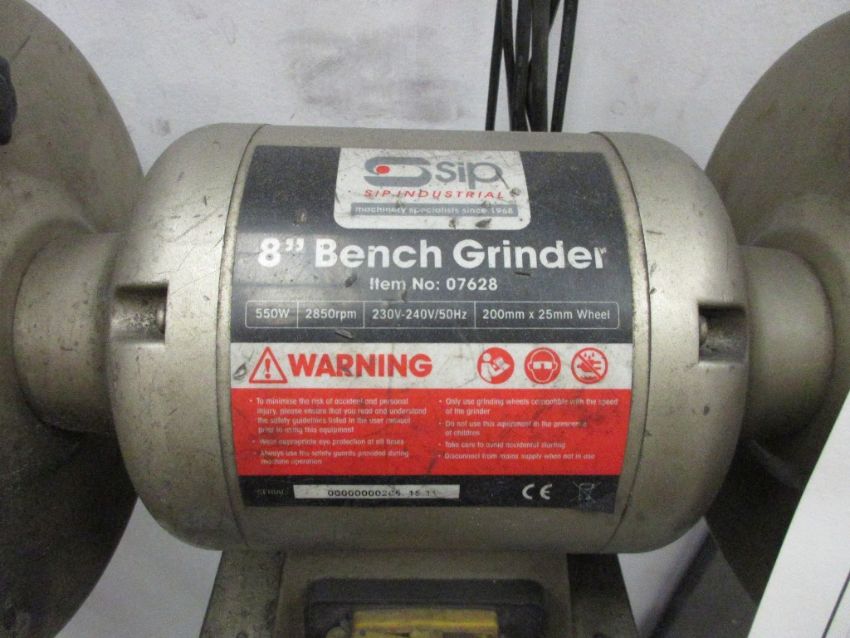 sip
SIP INDUSTRIAL
machinery specialists since 1968
8" Bench Grinder
Item No: 07628
550W 2850rpm 230V-240V/50Hz 200mm x 25mm Wheel
WARNING
• To minimise the risk of accident and personal
injury, please ensure that you read and understand
the safety guidelines listed in the user manual
prior to using this equipment
• Wear appropriate eye protection at all times
• Always use the safety guards provided during
machine operation
• Only use grinding wheels compatible with the speed
of the grinder
• Do not use this equipment in the presence
of children
• Take care to avoid accidental starting
• Disconnect from mains supply when not in use
SERIAL
CE